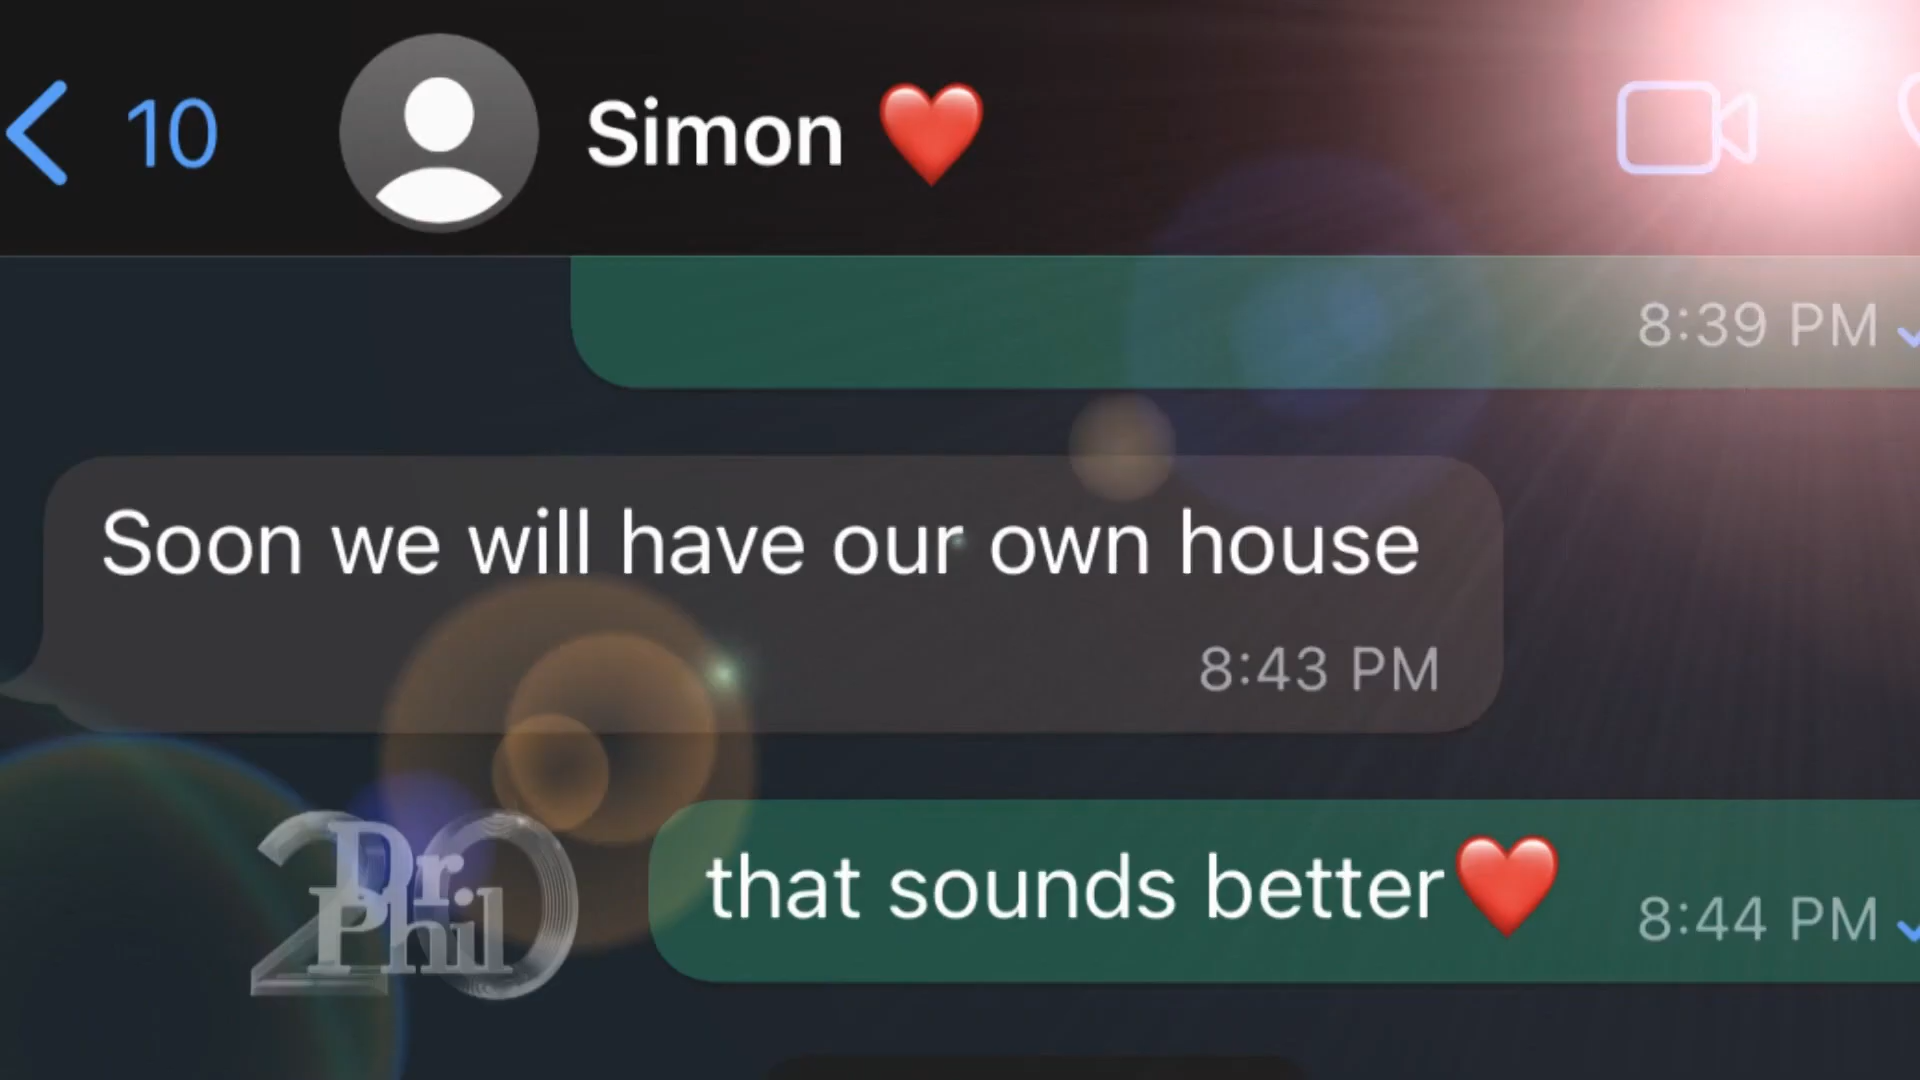 10
Simon ❤️
8:39 PM
Soon we will have our own house
8:43 PM
that sounds better❤️
8:44 PM
20
Dr.
Phil